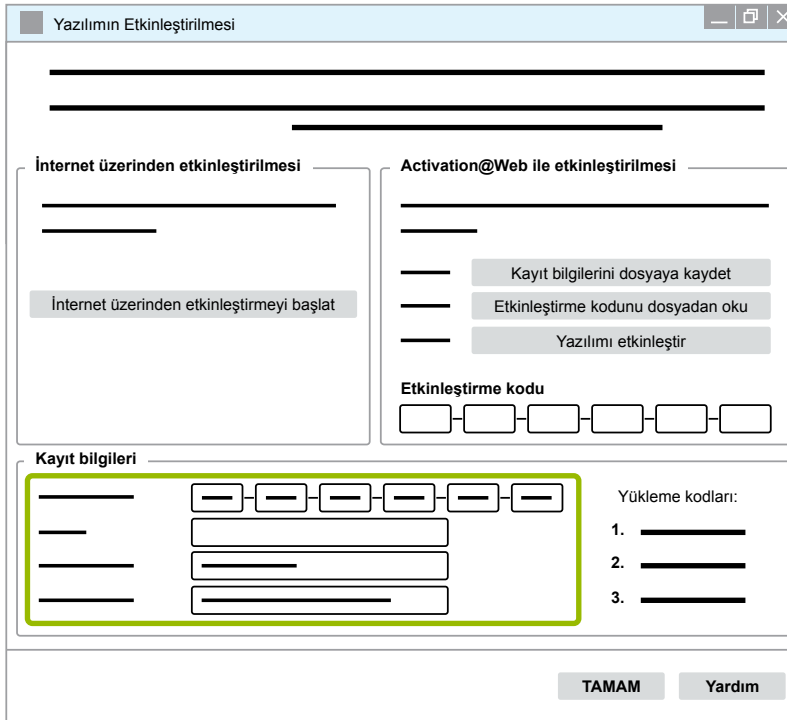 Yazılımın Etkinleştirilmesi
İnternet üzerinden etkinleştirilmesi
İnternet üzerinden etkinleştirmeyi başlat
Activation@Web ile etkinleştirilmesi
Kayıt bilgilerini dosyaya kaydet
Etkinleştirme kodunu dosyadan oku
Yazılımı etkinleştir
Etkinleştirme kodu
Kayıt bilgileri
Yükleme kodları:
1.
2.
3.
TAMAM
Yardım